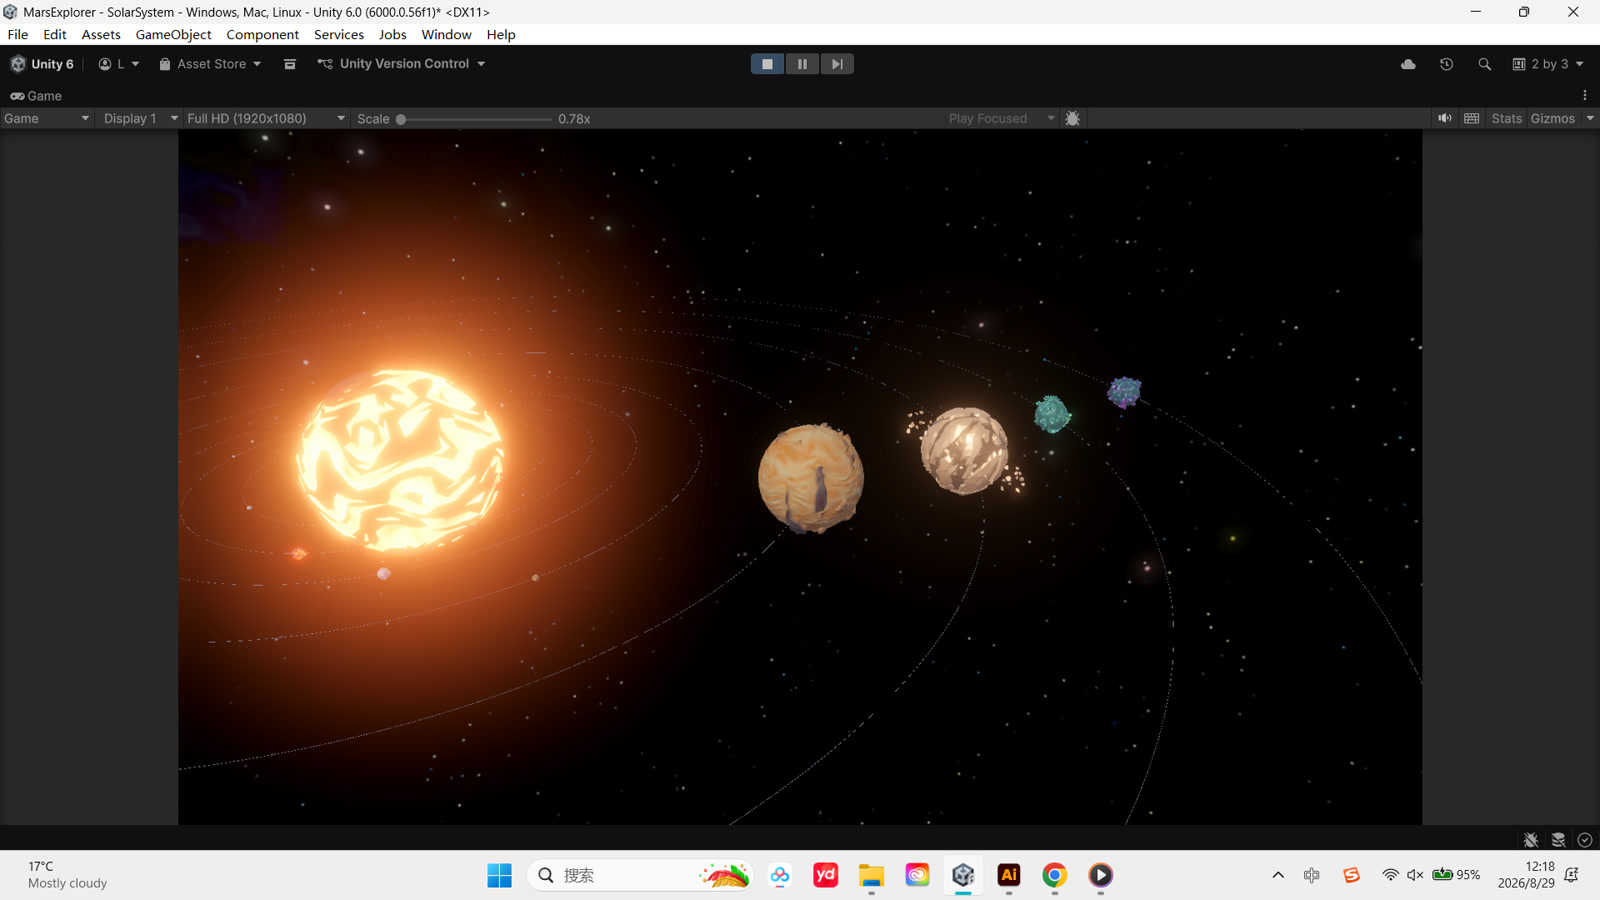 MarsExplorer - SolarSystem - Windows, Mac, Linux - Unity 6.0 (6000.0.56f1)* <DX11>
File Edit Assets GameObject Component Services Jobs Window Help
Unity 6 L Asset Store Unity Version Control 2 by 3
Game
Game Display 1 Full HD (1920x1080) Scale 0.78x Play Focused Stats Gizmos
17°C
Mostly cloudy
搜索
yd
Ai
S
95%
12:18
2026/8/29